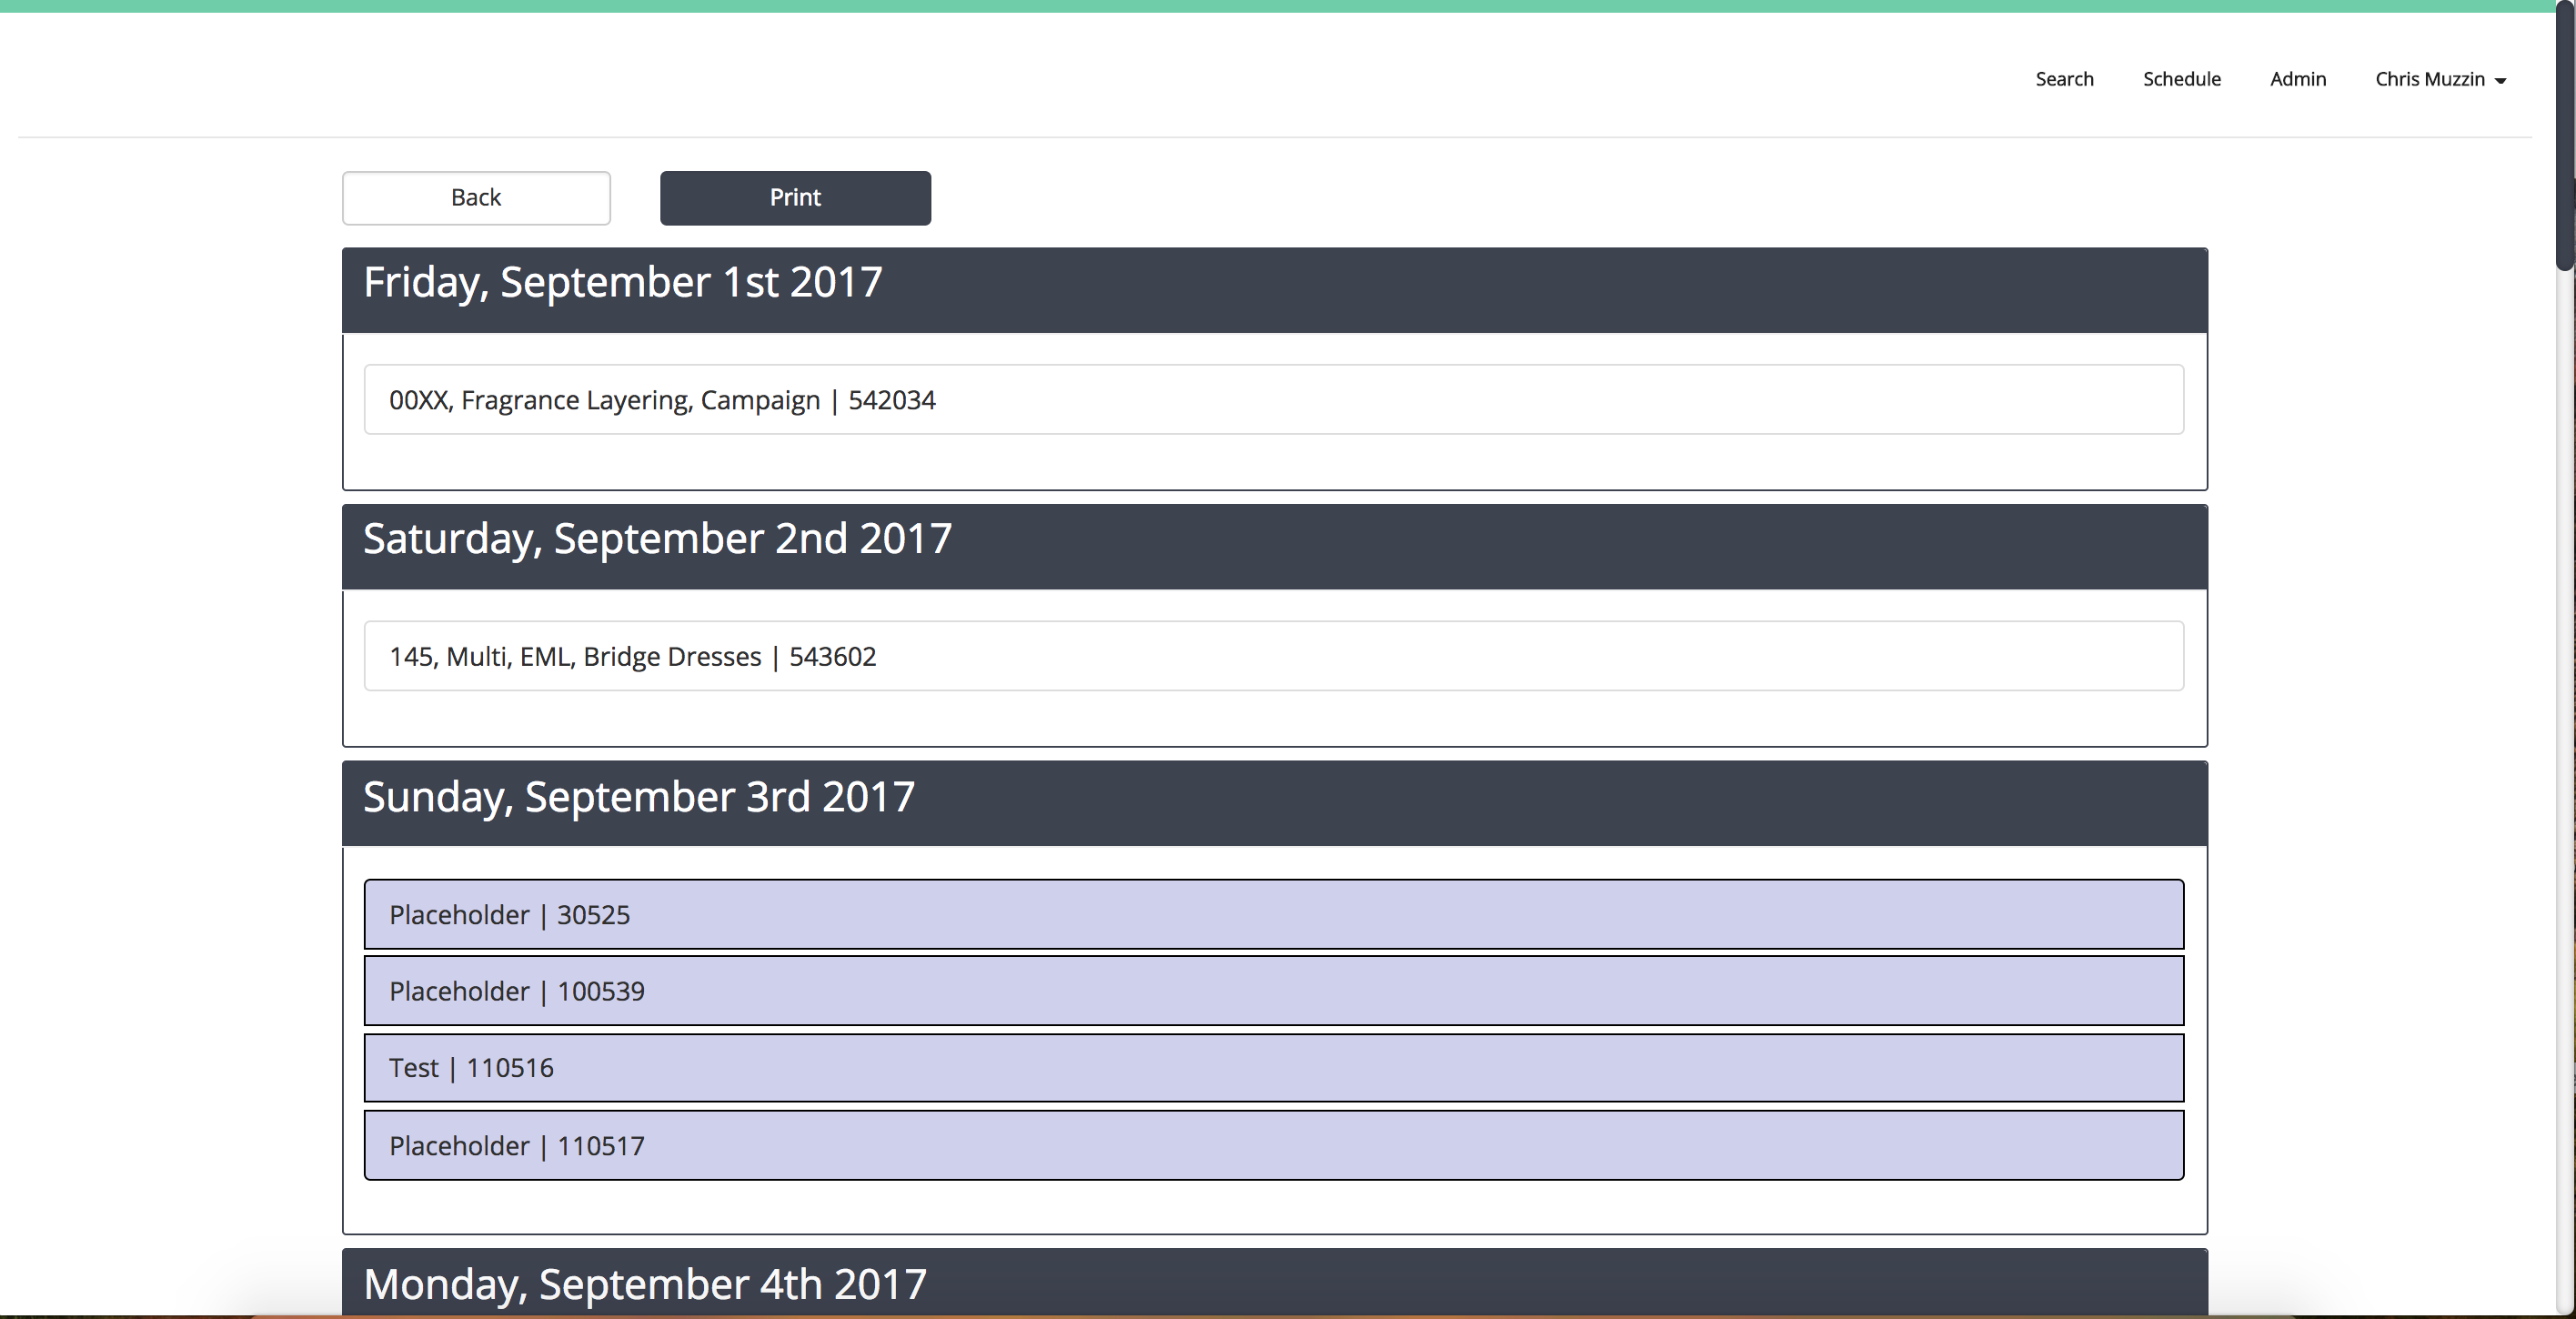 Search Schedule Admin Chris Muzzin
Back Print
Friday, September 1st 2017
00XX, Fragrance Layering, Campaign | 542034
Saturday, September 2nd 2017
145, Multi, EML, Bridge Dresses | 543602
Sunday, September 3rd 2017
Placeholder | 30525
Placeholder | 100539
Test | 110516
Placeholder | 110517
Monday, September 4th 2017